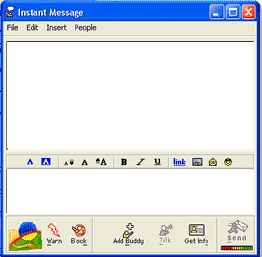 Instant Message
File Edit Insert People
A A A A A B I U link
Warn Block Add Buddy Talk Get Info Send